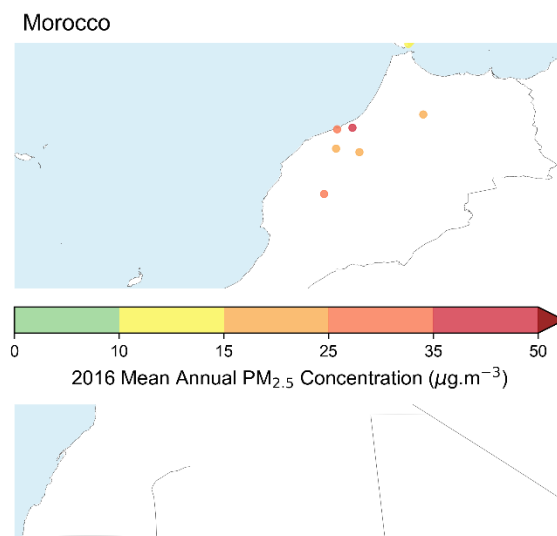 Morocco
0 10 15 25 35 50
2016 Mean Annual PM₂.₅ Concentration (μg.m⁻³)